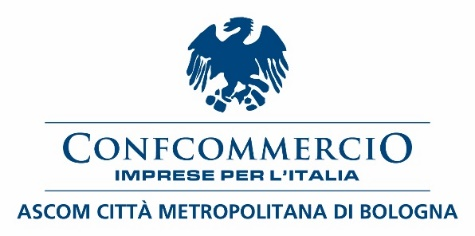 CONFCOMMERCIO
IMPRESE PER L'ITALIA
ASCOM CITTÀ METROPOLITANA DI BOLOGNA